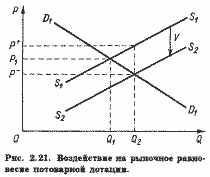 P
D₁
S₁
P⁺
S₂
P₁
V
P⁻
S₁
S₂
D₁
O
Q₁
Q₂
Q
Рис. 2.21. Воздействие на рыночное равно-
весие потоварной дотации.